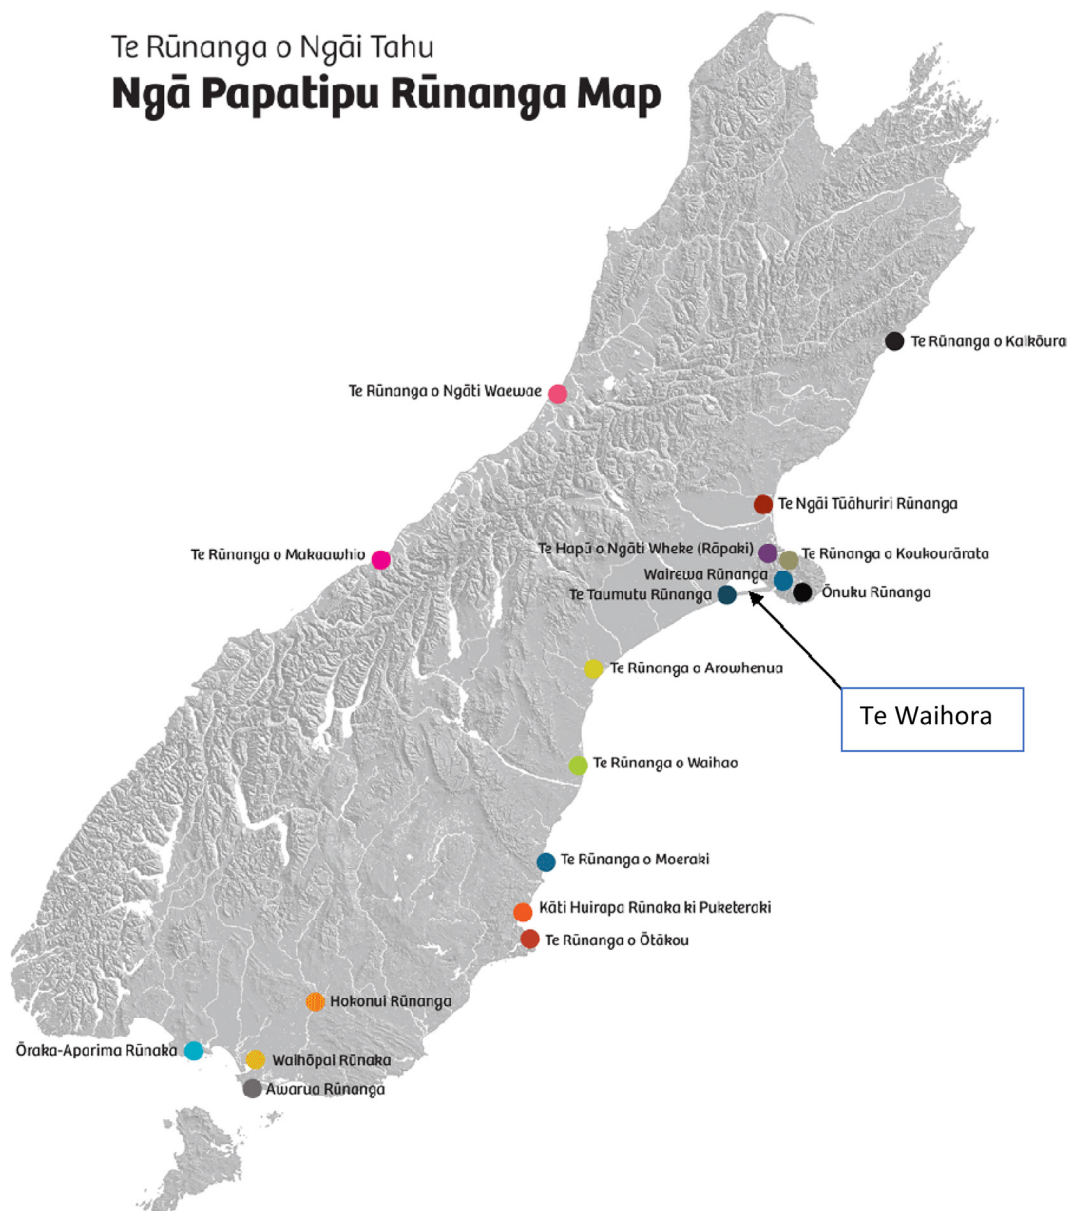 Te Rūnanga o Ngāi Tahu
Ngā Papatipu Rūnanga Map
Te Rūnanga o Kaikōura
Te Rūnanga o Ngāti Waewae
Te Ngāi Tūāhuriri Rūnanga
Te Hapū o Ngāti Wheke (Rāpaki)
Te Rūnanga o Koukourārata
Te Rūnanga o Makaawhio
Wairewa Rūnanga
Te Taumutu Rūnanga
Ōnuku Rūnanga
Te Rūnanga o Arowhenua
Te Waihora
Te Rūnanga o Waihao
Te Rūnanga o Moeraki
Kāti Huirapa Rūnaka ki Puketeraki
Te Rūnanga o Ōtākou
Hokonui Rūnanga
Ōraka-Aparima Rūnaka
Waihōpai Rūnaka
Awarua Rūnanga